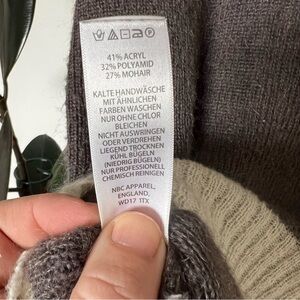 41% ACRYL
32% POLYAMID
27% MOHAIR
KALTE HANDWÄSCHE
MIT ÄHNLICHEN
FARBEN WASCHEN
NUR OHNE CHLOR
BLEICHEN
NICHT AUSWRINGEN
ODER VERDREHEN
LIEGEND TROCKNEN
KÜHL BÜGELN
(NIEDRIG BÜGELN)
NUR PROFESSIONELL
CHEMISCH REINIGEN
NBC APPAREL,
ENGLAND,
WD17 1TX